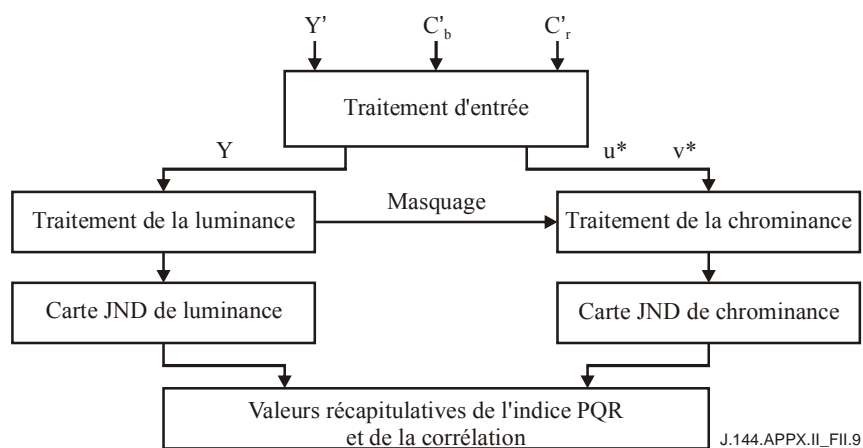 Y' C'b C'r
Traitement d'entrée
Y u* v*
Masquage
Traitement de la luminance Traitement de la chrominance
Carte JND de luminance Carte JND de chrominance
Valeurs récapitulatives de l'indice PQR
et de la corrélation
J.144.APPX.II_FII.9